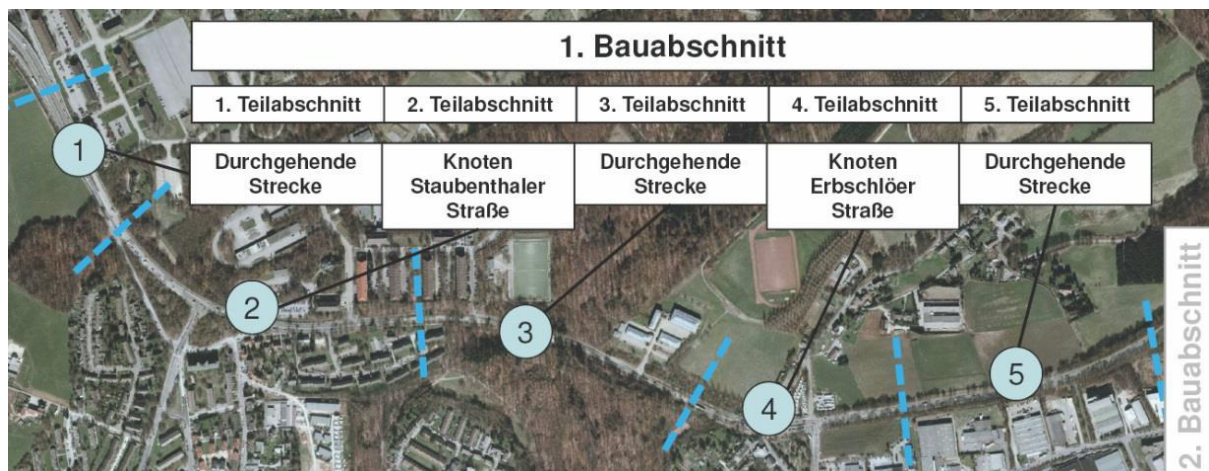 1. Bauabschnitt
1. Teilabschnitt
2. Teilabschnitt
3. Teilabschnitt
4. Teilabschnitt
5. Teilabschnitt
Durchgehende
Strecke
Knoten
Staubenthaler
Straße
Durchgehende
Strecke
Knoten
Erbschlöer
Straße
Durchgehende
Strecke
1
2
3
4
5
2. Bauabschnitt